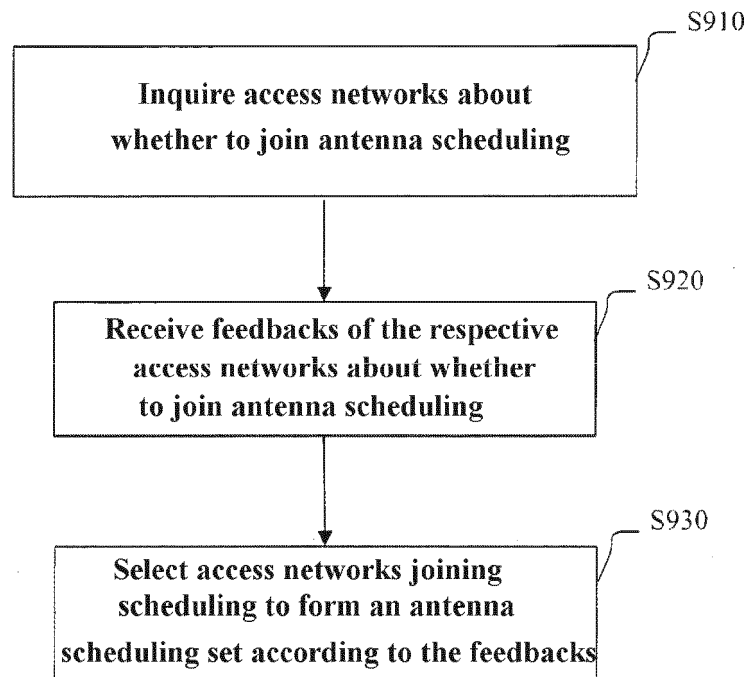 S910
Inquire access networks about
whether to join antenna scheduling
S920
Receive feedbacks of the respective
access networks about whether
to join antenna scheduling
S930
Select access networks joining
scheduling to form an antenna
scheduling set according to the feedbacks